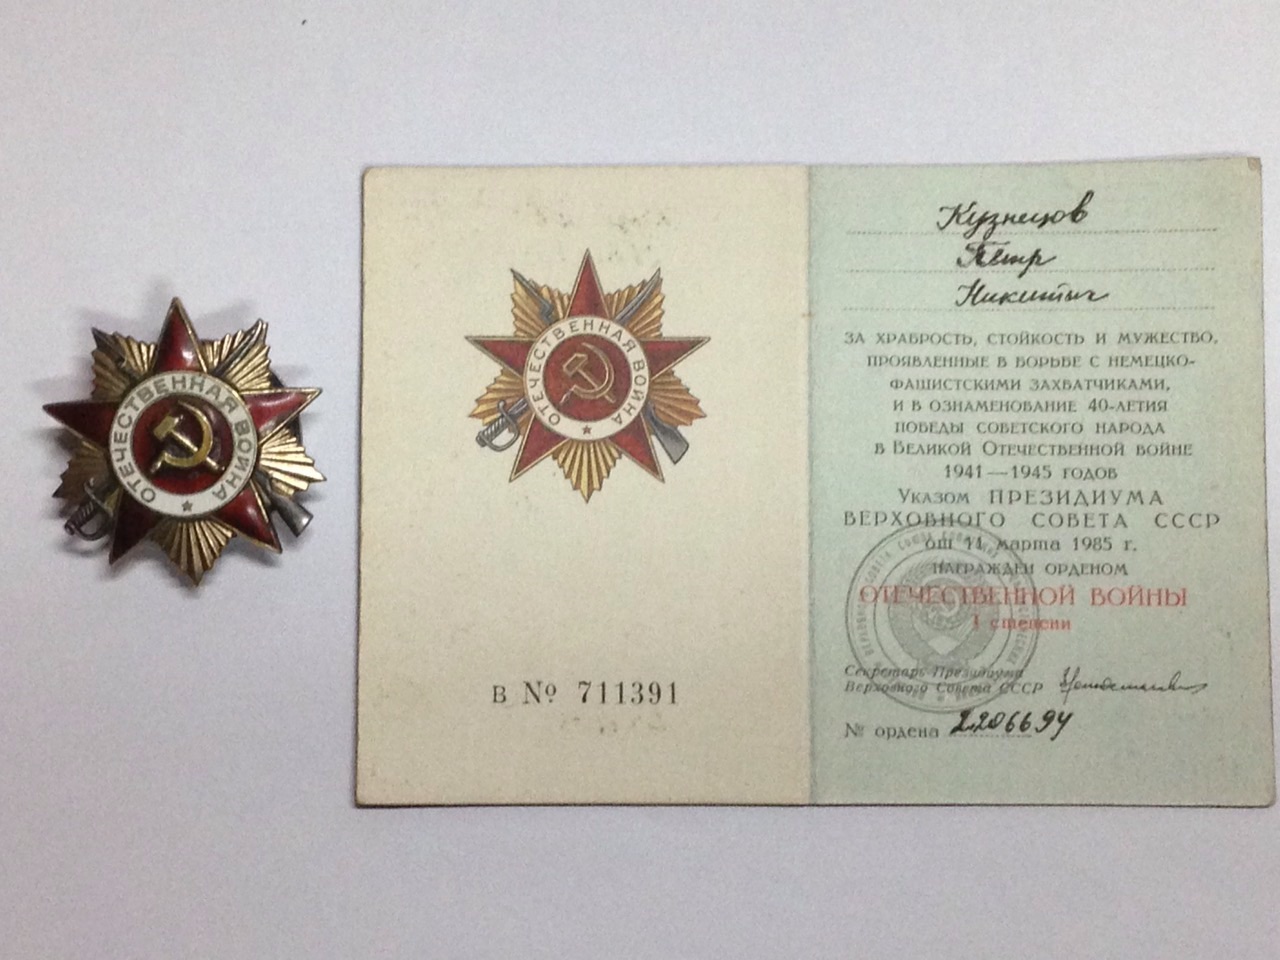 ОТЕЧЕСТВЕННАЯ ВОЙНА
ОТЕЧЕСТВЕННАЯ ВОЙНА
В № 711391
Кузнецов
Пётр
Никитич
ЗА ХРАБРОСТЬ, СТОЙКОСТЬ И МУЖЕСТВО,
ПРОЯВЛЕННЫЕ В БОРЬБЕ С НЕМЕЦКО-
ФАШИСТСКИМИ ЗАХВАТЧИКАМИ,
И В ОЗНАМЕНОВАНИЕ 40-ЛЕТИЯ
ПОБЕДЫ СОВЕТСКОГО НАРОДА
В ВЕЛИКОЙ ОТЕЧЕСТВЕННОЙ ВОЙНЕ
1941—1945 ГОДОВ
УКАЗОМ ПРЕЗИДИУМА
ВЕРХОВНОГО СОВЕТА СССР
от 11 марта 1985 г.
НАГРАЖДЕН ОРДЕНОМ
ОТЕЧЕСТВЕННОЙ ВОЙНЫ
I степени
Секретарь Президиума
Верховного Совета СССР
№ ордена 2206694